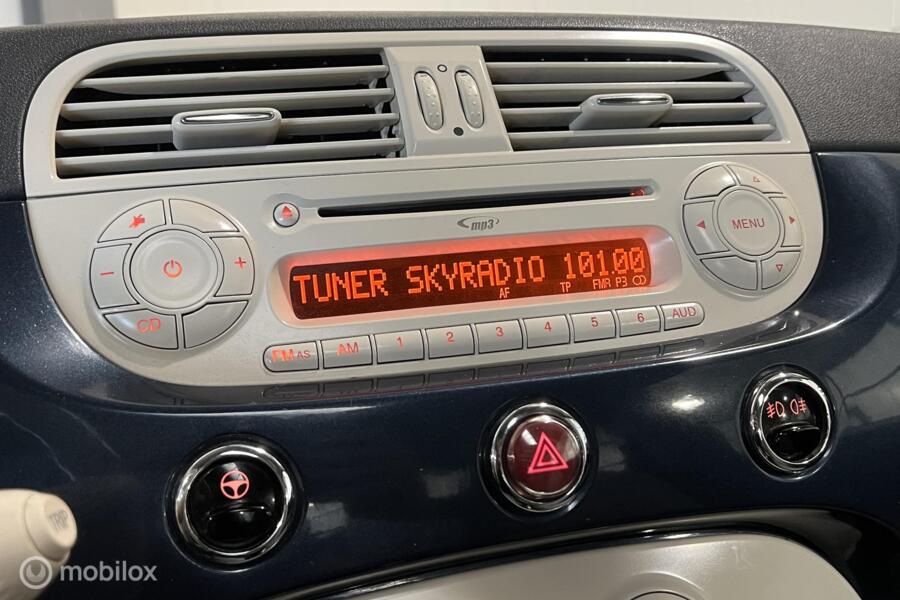 mp3
TUNER SKYRADIO 101.00
AF TP FMR P3
- + CD
MENU
FM AS AM 1 2 3 4 5 6 AUD
TRIP
mobilox